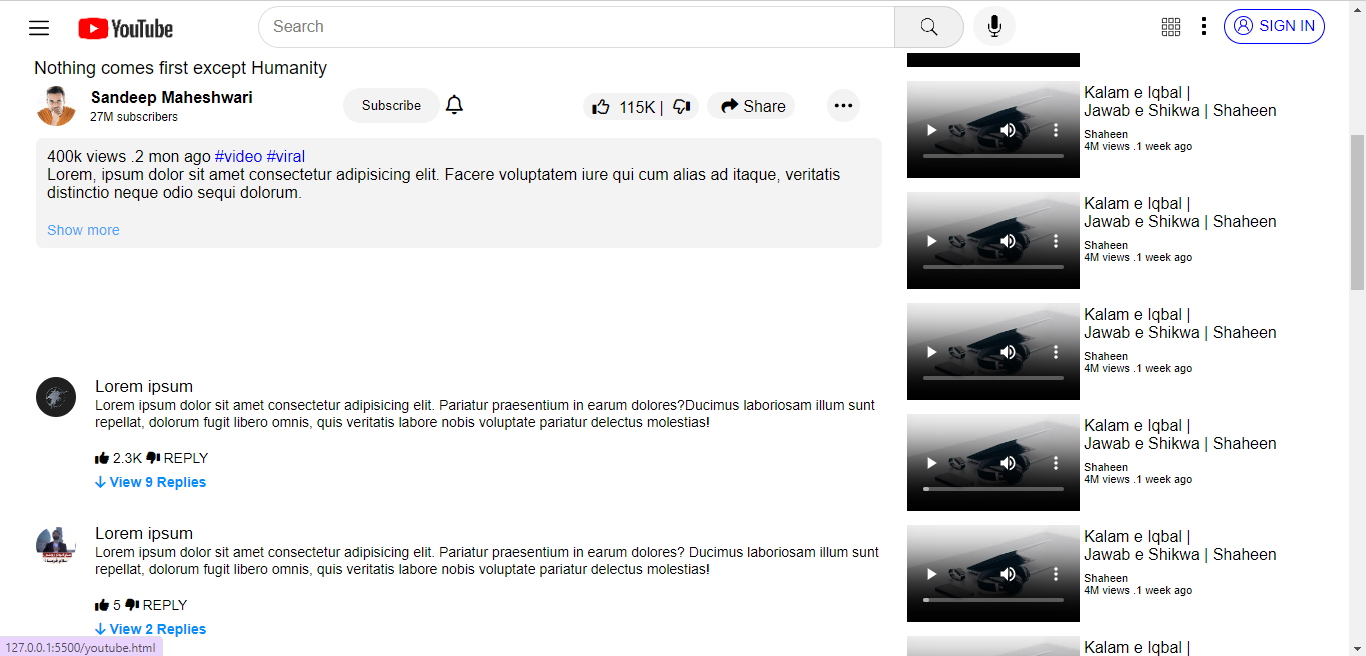 YouTube
Search
SIGN IN
Nothing comes first except Humanity
Sandeep Maheshwari
27M subscribers
Subscribe
115K |
Share
400k views .2 mon ago #video #viral
Lorem, ipsum dolor sit amet consectetur adipisicing elit. Facere voluptatem iure qui cum alias ad itaque, veritatis
distinctio neque odio sequi dolorum.
Show more
Lorem ipsum
Lorem ipsum dolor sit amet consectetur adipisicing elit. Pariatur praesentium in earum dolores?Ducimus laboriosam illum sunt
repellat, dolorum fugit libero omnis, quis veritatis labore nobis voluptate pariatur delectus molestias!
2.3K REPLY
View 9 Replies
Lorem ipsum
Lorem ipsum dolor sit amet consectetur adipisicing elit. Pariatur praesentium in earum dolores? Ducimus laboriosam illum sunt
repellat, dolorum fugit libero omnis, quis veritatis labore nobis voluptate pariatur delectus molestias!
5 REPLY
View 2 Replies
Kalam e Iqbal |
Jawab e Shikwa | Shaheen
Shaheen
4M views .1 week ago
Kalam e Iqbal |
Jawab e Shikwa | Shaheen
Shaheen
4M views .1 week ago
Kalam e Iqbal |
Jawab e Shikwa | Shaheen
Shaheen
4M views .1 week ago
Kalam e Iqbal |
Jawab e Shikwa | Shaheen
Shaheen
4M views .1 week ago
Kalam e Iqbal |
Jawab e Shikwa | Shaheen
Shaheen
4M views .1 week ago
Kalam e Iqbal |
127.0.0.1:5500/youtube.html